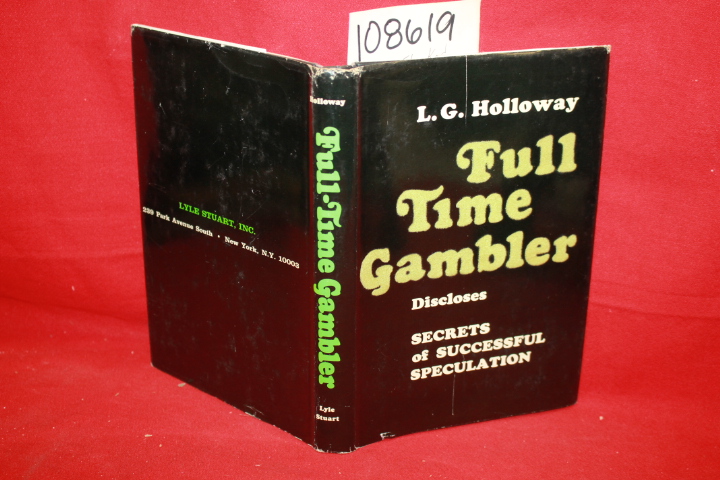 108619
L. G. Holloway
Full
Time
Gambler
Discloses
SECRETS
of SUCCESSFUL
SPECULATION
Holloway
Full-Time Gambler
Lyle
Stuart
LYLE STUART, INC.
239 Park Avenue South • New York, N.Y. 10003